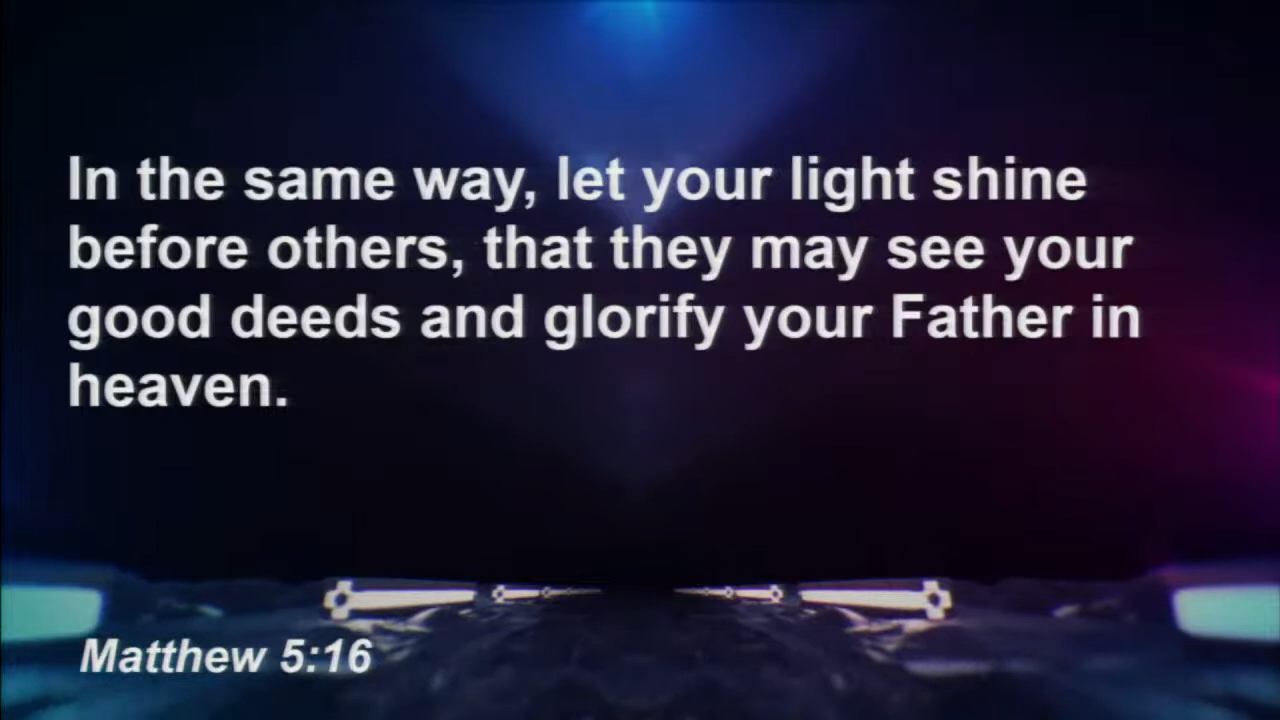 In the same way, let your light shine
before others, that they may see your
good deeds and glorify your Father in
heaven.
Matthew 5:16